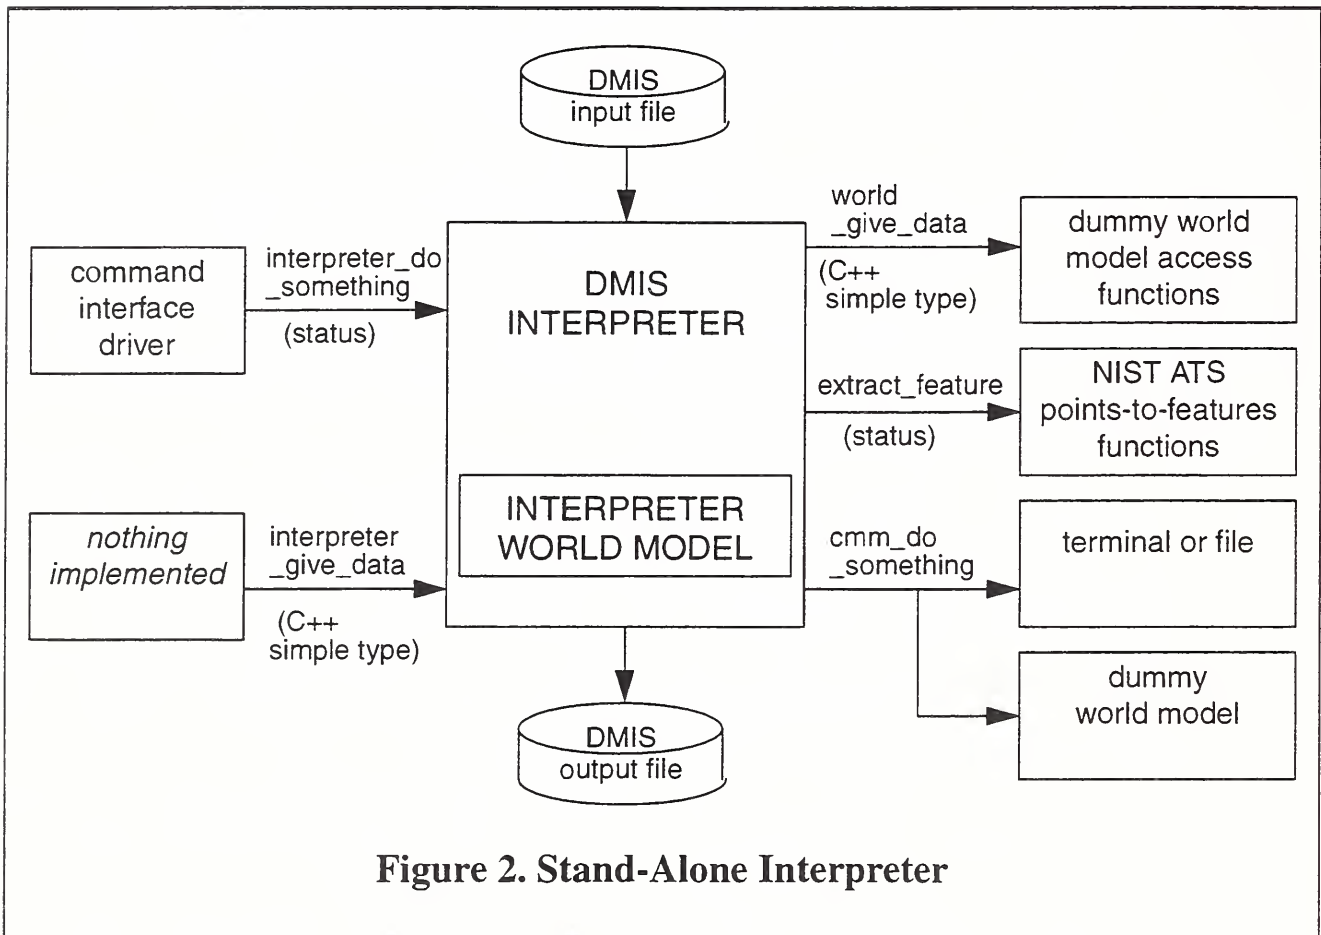 DMIS
input file
command
interface
driver
interpreter_do
_something
(status)
nothing
implemented
interpreter
_give_data
(C++
simple type)
DMIS
INTERPRETER
INTERPRETER
WORLD MODEL
world
_give_data
(C++
simple type)
dummy world
model access
functions
extract_feature
(status)
NIST ATS
points-to-features
functions
cmm_do
_something
terminal or file
dummy
world model
DMIS
output file
Figure 2. Stand-Alone Interpreter